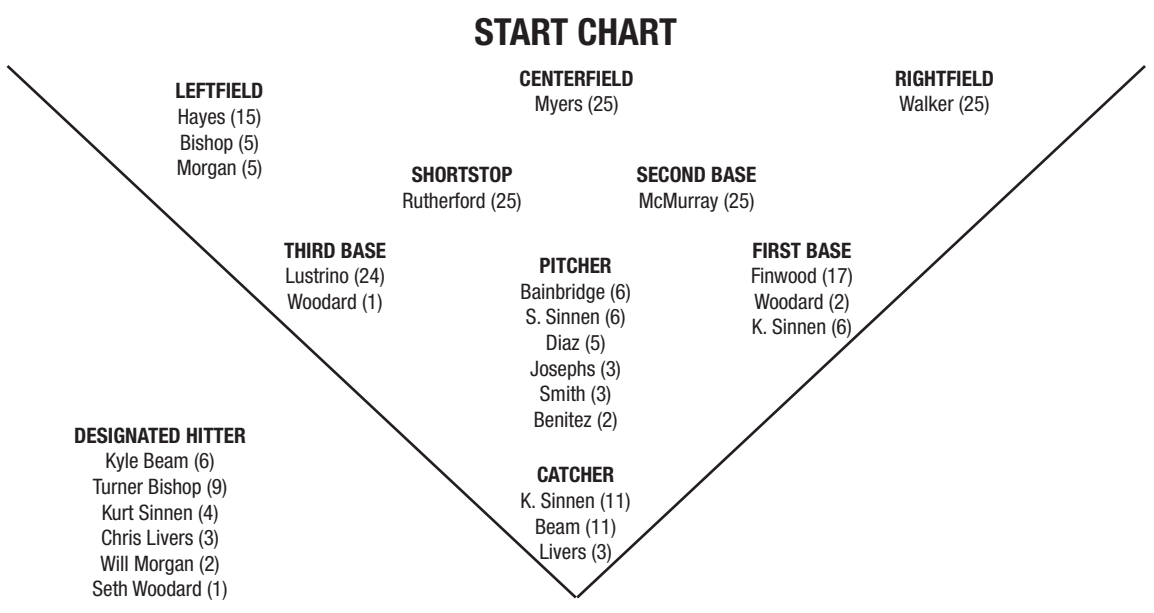 START CHART
LEFTFIELD
Hayes (15)
Bishop (5)
Morgan (5)
CENTERFIELD
Myers (25)
RIGHTFIELD
Walker (25)
SHORTSTOP
Rutherford (25)
SECOND BASE
McMurray (25)
THIRD BASE
Lustrino (24)
Woodard (1)
PITCHER
Bainbridge (6)
S. Sinnen (6)
Diaz (5)
Josephs (3)
Smith (3)
Benitez (2)
FIRST BASE
Finwood (17)
Woodard (2)
K. Sinnen (6)
DESIGNATED HITTER
Kyle Beam (6)
Turner Bishop (9)
Kurt Sinnen (4)
Chris Livers (3)
Will Morgan (2)
Seth Woodard (1)
CATCHER
K. Sinnen (11)
Beam (11)
Livers (3)